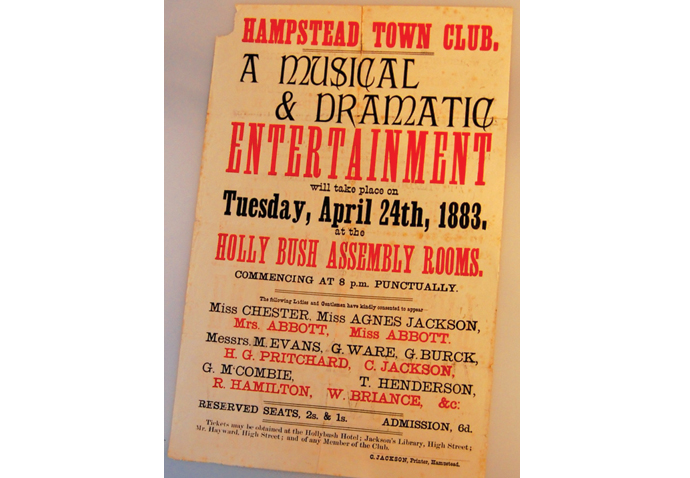 HAMPSTEAD TOWN CLUB.
A MUSICAL
& DRAMATIC
ENTERTAINMENT
will take place on
Tuesday, April 24th, 1883.
at the
HOLLY BUSH ASSEMBLY ROOMS.
COMMENCING AT 8 p.m. PUNCTUALLY.
The following Ladies and Gentlemen have kindly consented to appear
Miss CHESTER, Miss AGNES JACKSON,
Mrs. ABBOTT, Miss ABBOTT.
Messrs. M. EVANS, G. WARE, G. BURCK,
H. G. PRITCHARD, C. JACKSON,
G. McCOMBIE, T. HENDERSON,
R. HAMILTON, W. BRIANCE, &c:
RESERVED SEATS, 2s. & 1s. ADMISSION, 6d.
Tickets may be obtained at the Hollybush Hotel; Jackson's Library, High Street;
Mr. Hayward, High Street; and of any Member of the Club.
C. JACKSON, Printer, Hampstead.